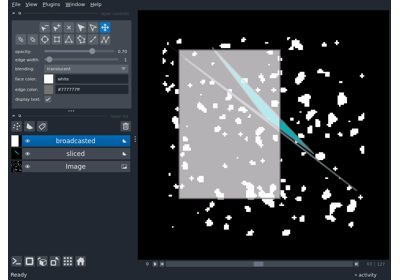 File View Plugins Window Help
opacity: 0.70
edge width: 1
blending: translucent
face color: white
edge color: #777777ff
display text: ✓
broadcasted
sliced
Image
Ready
activity